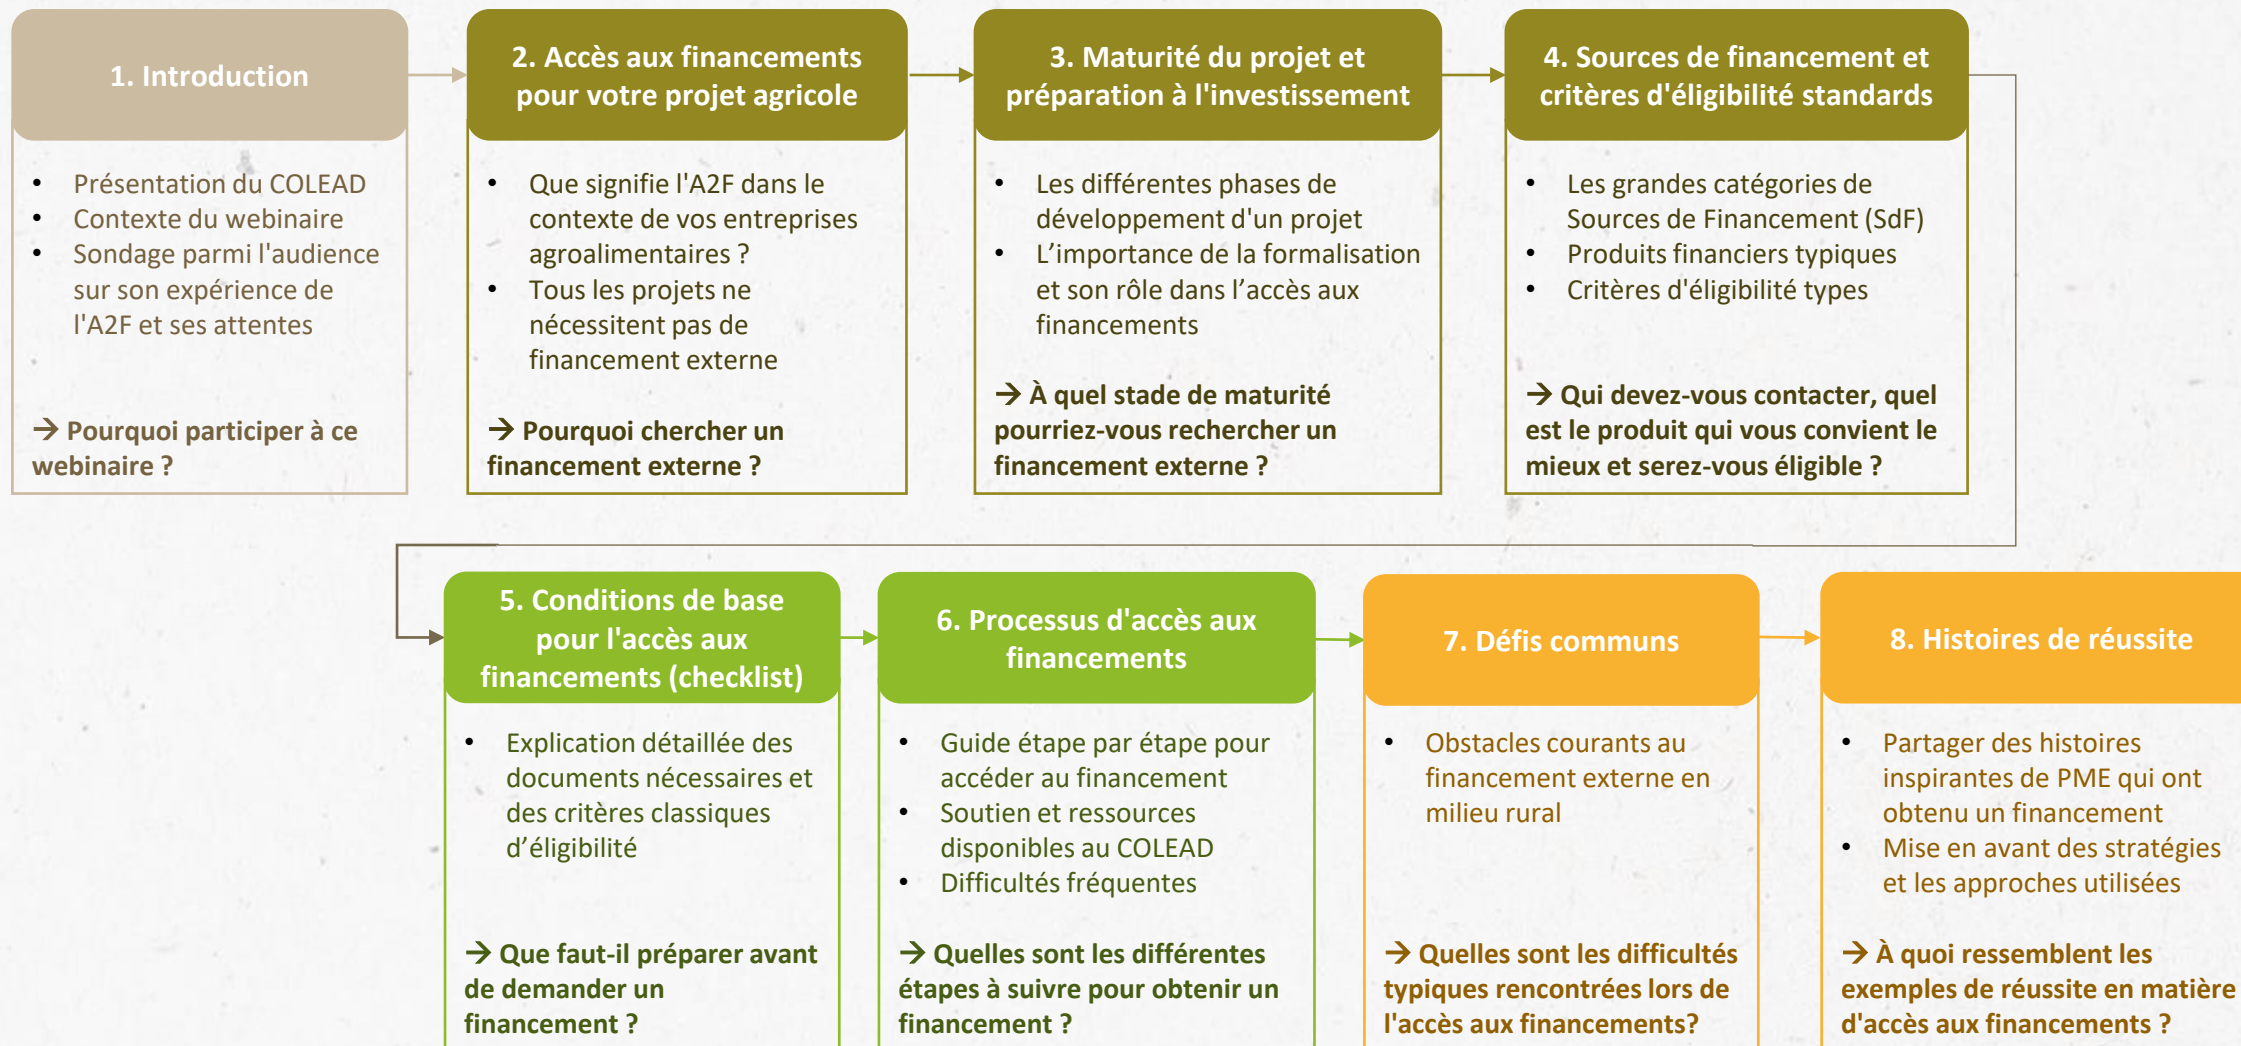 1. Introduction
• Présentation du COLEAD
• Contexte du webinaire
• Sondage parmi l'audience
sur son expérience de
l'A2F et ses attentes
→ Pourquoi participer à ce
webinaire ?
2. Accès aux financements
pour votre projet agricole
• Que signifie l'A2F dans le
contexte de vos entreprises
agroalimentaires ?
• Tous les projets ne
nécessitent pas de
financement externe
→ Pourquoi chercher un
financement externe ?
3. Maturité du projet et
préparation à l'investissement
• Les différentes phases de
développement d'un projet
• L’importance de la formalisation
et son rôle dans l’accès aux
financements
→ À quel stade de maturité
pourriez-vous rechercher un
financement externe ?
4. Sources de financement et
critères d'éligibilité standards
• Les grandes catégories de
Sources de Financement (SdF)
• Produits financiers typiques
• Critères d'éligibilité types
→ Qui devez-vous contacter, quel
est le produit qui vous convient le
mieux et serez-vous éligible ?
5. Conditions de base
pour l'accès aux
financements (checklist)
• Explication détaillée des
documents nécessaires et
des critères classiques
d’éligibilité
→ Que faut-il préparer avant
de demander un
financement ?
6. Processus d'accès aux
financements
• Guide étape par étape pour
accéder au financement
• Soutien et ressources
disponibles au COLEAD
• Difficultés fréquentes
→ Quelles sont les différentes
étapes à suivre pour obtenir un
financement ?
7. Défis communs
• Obstacles courants au
financement externe en
milieu rural
→ Quelles sont les difficultés
typiques rencontrées lors de
l'accès aux financements?
8. Histoires de réussite
• Partager des histoires
inspirantes de PME qui ont
obtenu un financement
• Mise en avant des stratégies
et les approches utilisées
→ À quoi ressemblent les
exemples de réussite en matière
d'accès aux financements ?